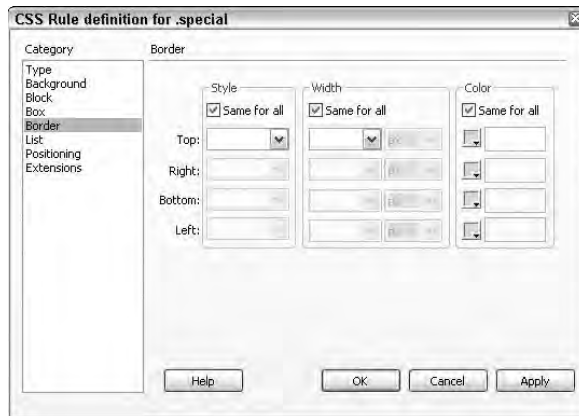 CSS Rule definition for .special
Category
Border
Type
Background
Block
Box
Border
List
Positioning
Extensions
Style
Width
Color
Same for all
Same for all
Same for all
Top:
Right:
Bottom:
Left:
Help
OK
Cancel
Apply